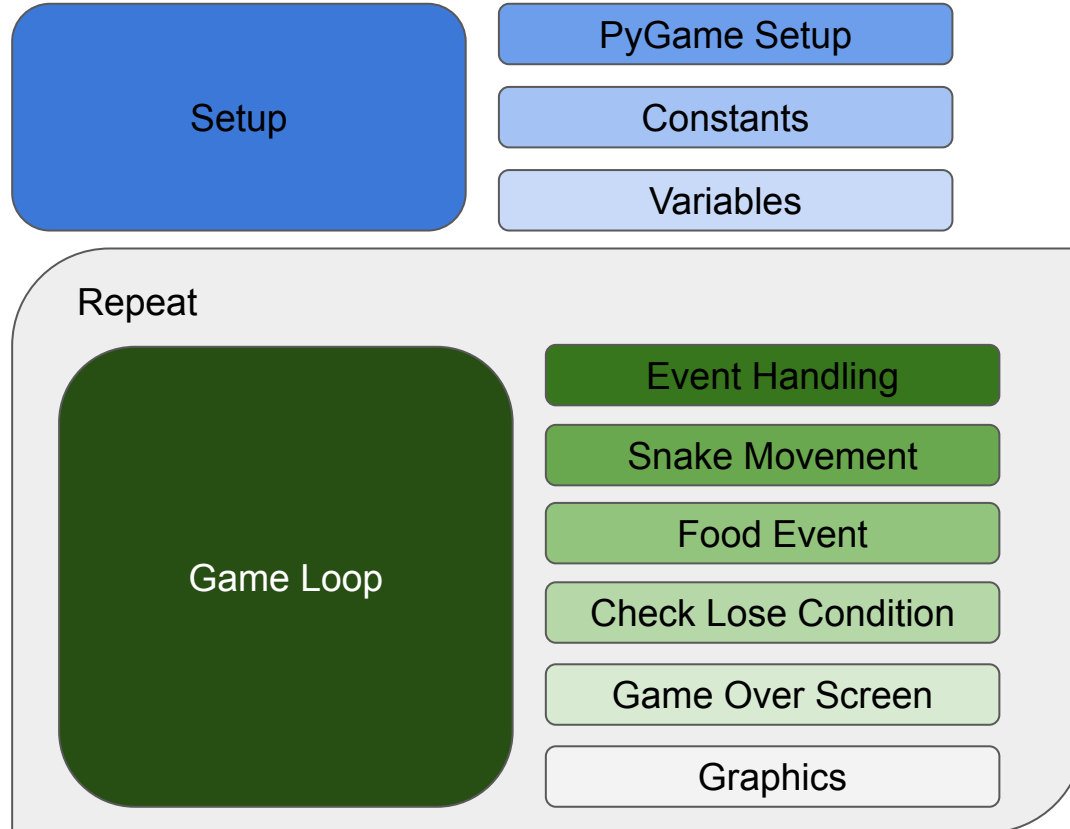 Setup
PyGame Setup
Constants
Variables
Repeat
Game Loop
Event Handling
Snake Movement
Food Event
Check Lose Condition
Game Over Screen
Graphics